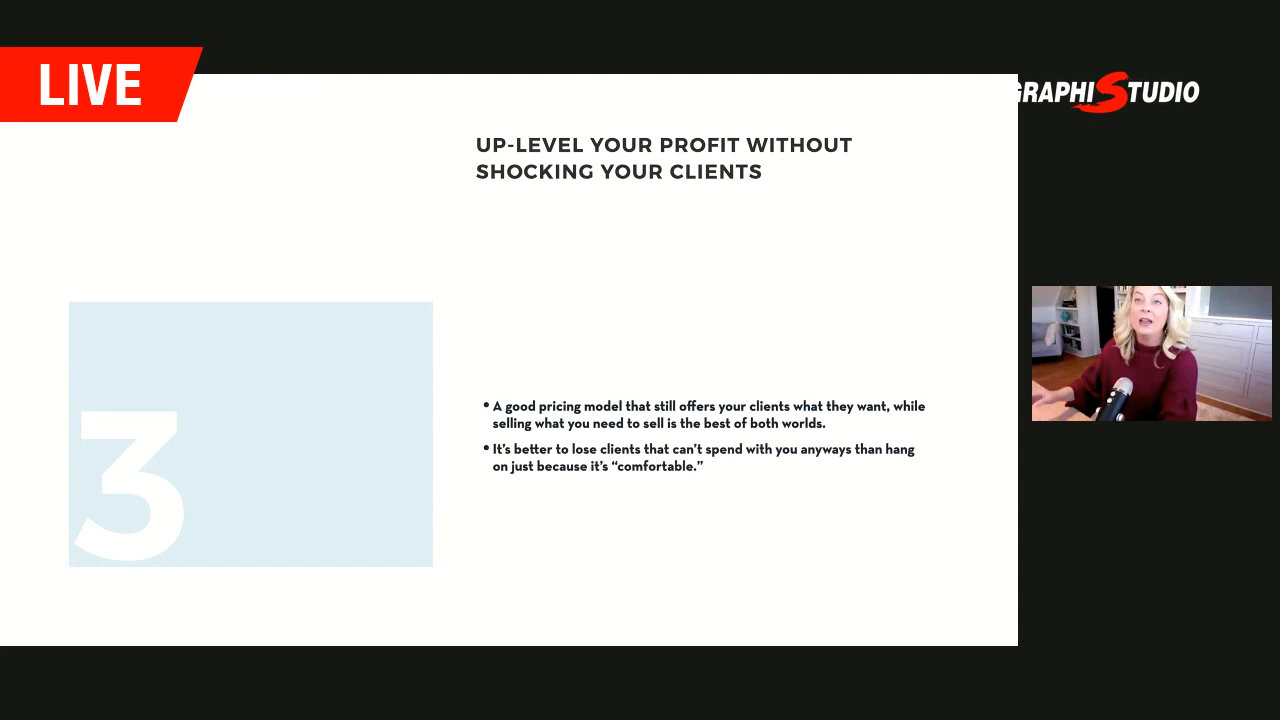 LIVE
GRAPHISTUDIO
UP-LEVEL YOUR PROFIT WITHOUT
SHOCKING YOUR CLIENTS
3
• A good pricing model that still offers your clients what they want, while
selling what you need to sell is the best of both worlds.
• It’s better to lose clients that can’t spend with you anyways than hang
on just because it’s “comfortable.”